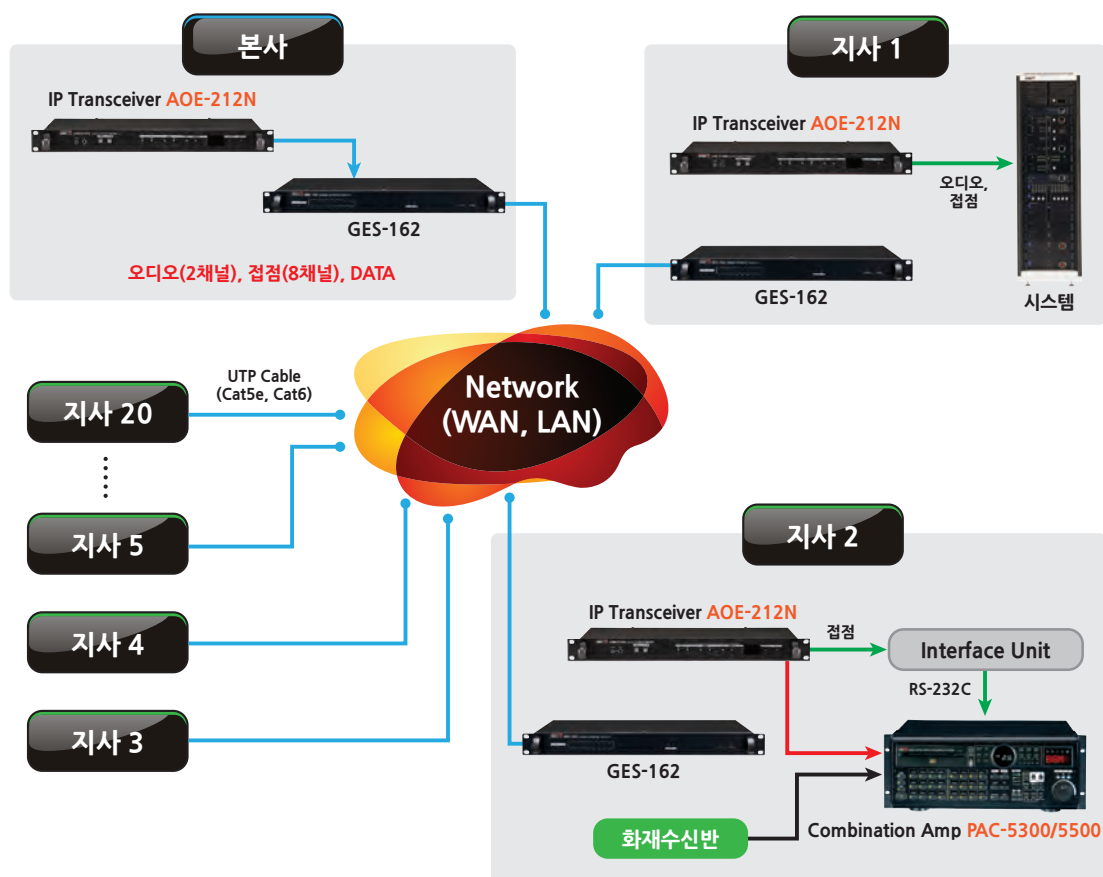 본사
IP Transceiver AOE-212N
GES-162
오디오(2채널), 접점(8채널), DATA
지사 1
IP Transceiver AOE-212N
오디오,
접점
GES-162
시스템
Network
(WAN, LAN)
UTP Cable
(Cat5e, Cat6)
지사 20
지사 5
지사 4
지사 3
지사 2
IP Transceiver AOE-212N
접점
Interface Unit
RS-232C
GES-162
화재수신반
Combination Amp PAC-5300/5500